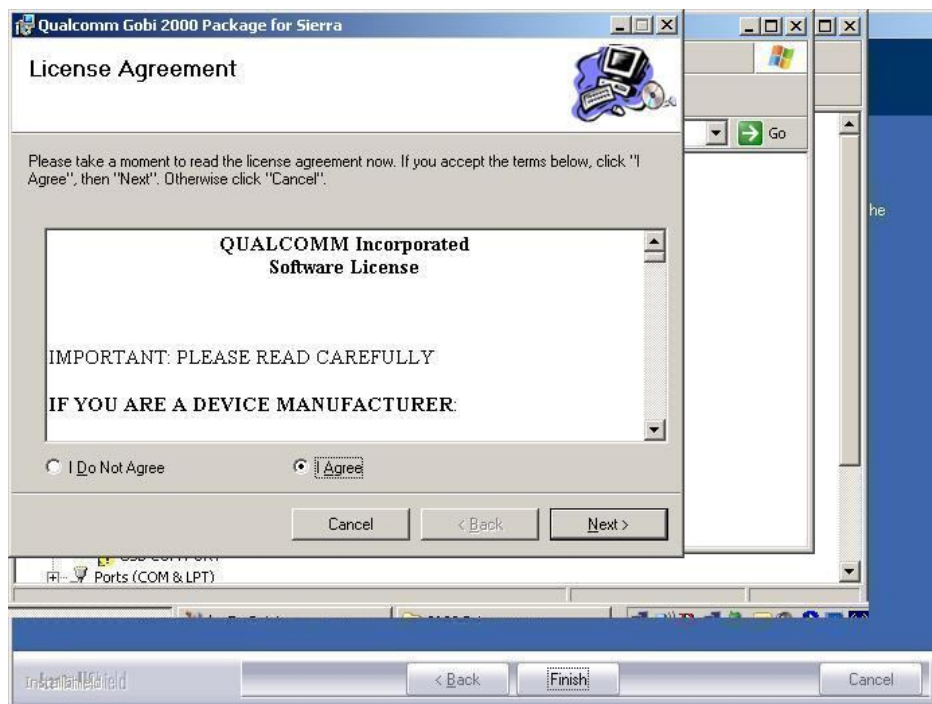 Qualcomm Gobi 2000 Package for Sierra
License Agreement
Go
Please take a moment to read the license agreement now. If you accept the terms below, click "I
Agree", then "Next". Otherwise click "Cancel".
he
QUALCOMM Incorporated
Software License
IMPORTANT: PLEASE READ CAREFULLY
IF YOU ARE A DEVICE MANUFACTURER:
I Do Not Agree
I Agree
Cancel
< Back
Next >
Ports (COM & LPT)
< Back
Finish
Cancel